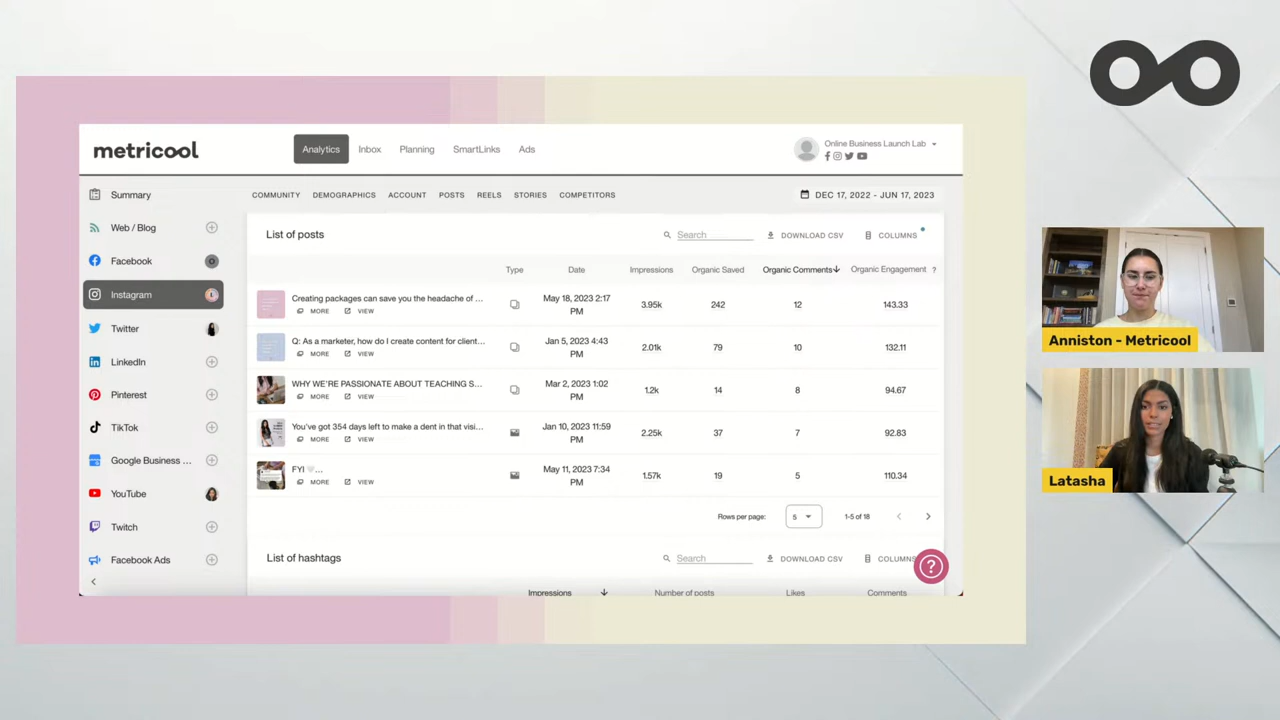 metricool
Analytics
Inbox
Planning
SmartLinks
Ads
Online Business Launch Lab
Summary
Web / Blog
Facebook
Instagram
Twitter
LinkedIn
Pinterest
TikTok
Google Business ...
YouTube
Twitch
Facebook Ads
COMMUNITY DEMOGRAPHICS ACCOUNT POSTS REELS STORIES COMPETITORS
DEC 17, 2022 - JUN 17, 2023
List of posts
Search
DOWNLOAD CSV
COLUMNS
Type Date Impressions Organic Saved Organic Comments Organic Engagement ?
Creating packages can save you the headache of ...
MORE VIEW
May 18, 2023 2:17
PM
3.95k 242 12 143.33
Q: As a marketer, how do I create content for client...
MORE VIEW
Jan 5, 2023 4:43
PM
2.01k 79 10 132.11
WHY WE'RE PASSIONATE ABOUT TEACHING S...
MORE VIEW
Mar 2, 2023 1:02
PM
1.2k 14 8 94.67
You've got 354 days left to make a dent in that visi...
MORE VIEW
Jan 10, 2023 11:59
PM
2.25k 37 7 92.83
FYI 🤍...
MORE VIEW
May 11, 2023 7:34
PM
1.57k 19 5 110.34
Rows per page: 5 1-5 of 18
List of hashtags
Search
DOWNLOAD CSV
COLUMNS
?
Impressions Number of posts Likes Comments
Anniston - Metricool
Latasha